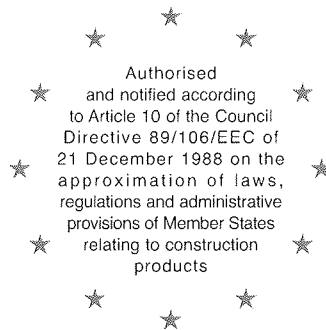 Authorised
and notified according
to Article 10 of the Council
Directive 89/106/EEC of
21 December 1988 on the
approximation of laws,
regulations and administrative
provisions of Member States
relating to construction
products